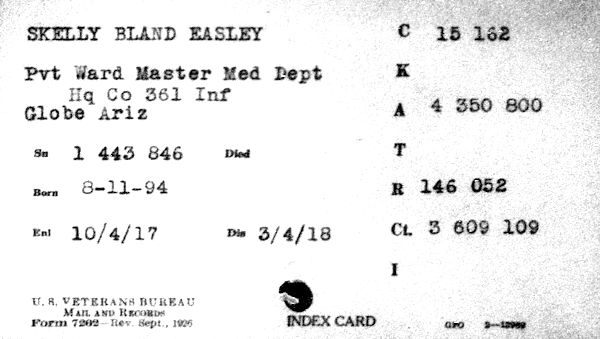 SKELLY BLAND EASLEY
C 15 162
Pvt Ward Master Med Dept
K
Hq Co 361 Inf
A 4 350 800
Globe Ariz
Sn 1 443 846 Died
T
Born 8-11-94
R 146 052
Enl 10/4/17 Dis 3/4/18
Ct. 3 609 109
I
U. S. VETERANS BUREAU
MAIL AND RECORDS
Form 7202—Rev. Sept., 1926
INDEX CARD
GPO